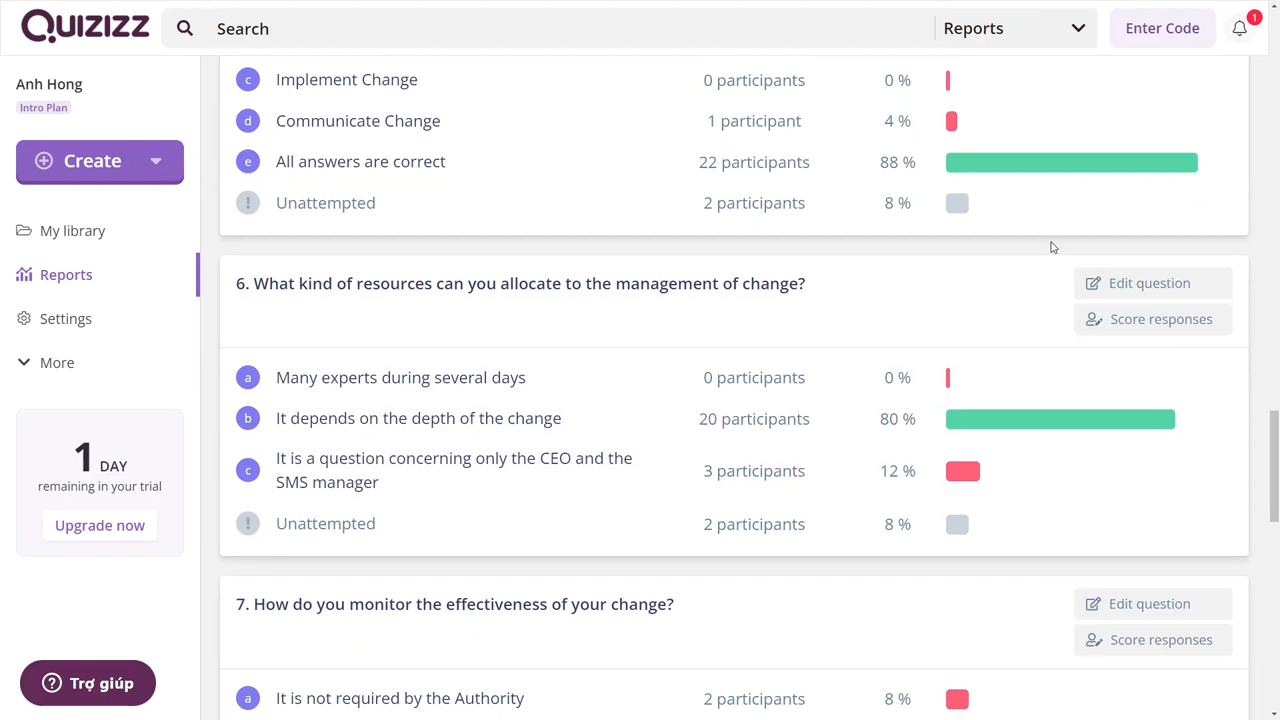 QUIZIZZ
Search
Reports
Enter Code
1
Anh Hong
Intro Plan
Create
My library
Reports
Settings
More
1 DAY
remaining in your trial
Upgrade now
Trợ giúp
c Implement Change 0 participants 0 %
d Communicate Change 1 participant 4 %
e All answers are correct 22 participants 88 %
! Unattempted 2 participants 8 %
6. What kind of resources can you allocate to the management of change?
Edit question
Score responses
a Many experts during several days 0 participants 0 %
b It depends on the depth of the change 20 participants 80 %
c It is a question concerning only the CEO and the
SMS manager 3 participants 12 %
! Unattempted 2 participants 8 %
7. How do you monitor the effectiveness of your change?
Edit question
Score responses
a It is not required by the Authority 2 participants 8 %